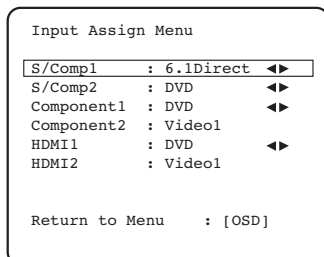 Input Assign Menu
S/Comp1 : 6.1Direct ◄►
S/Comp2 : DVD ◄►
Component1 : DVD ◄►
Component2 : Video1
HDMI1 : DVD ◄►
HDMI2 : Video1
Return to Menu : [OSD]